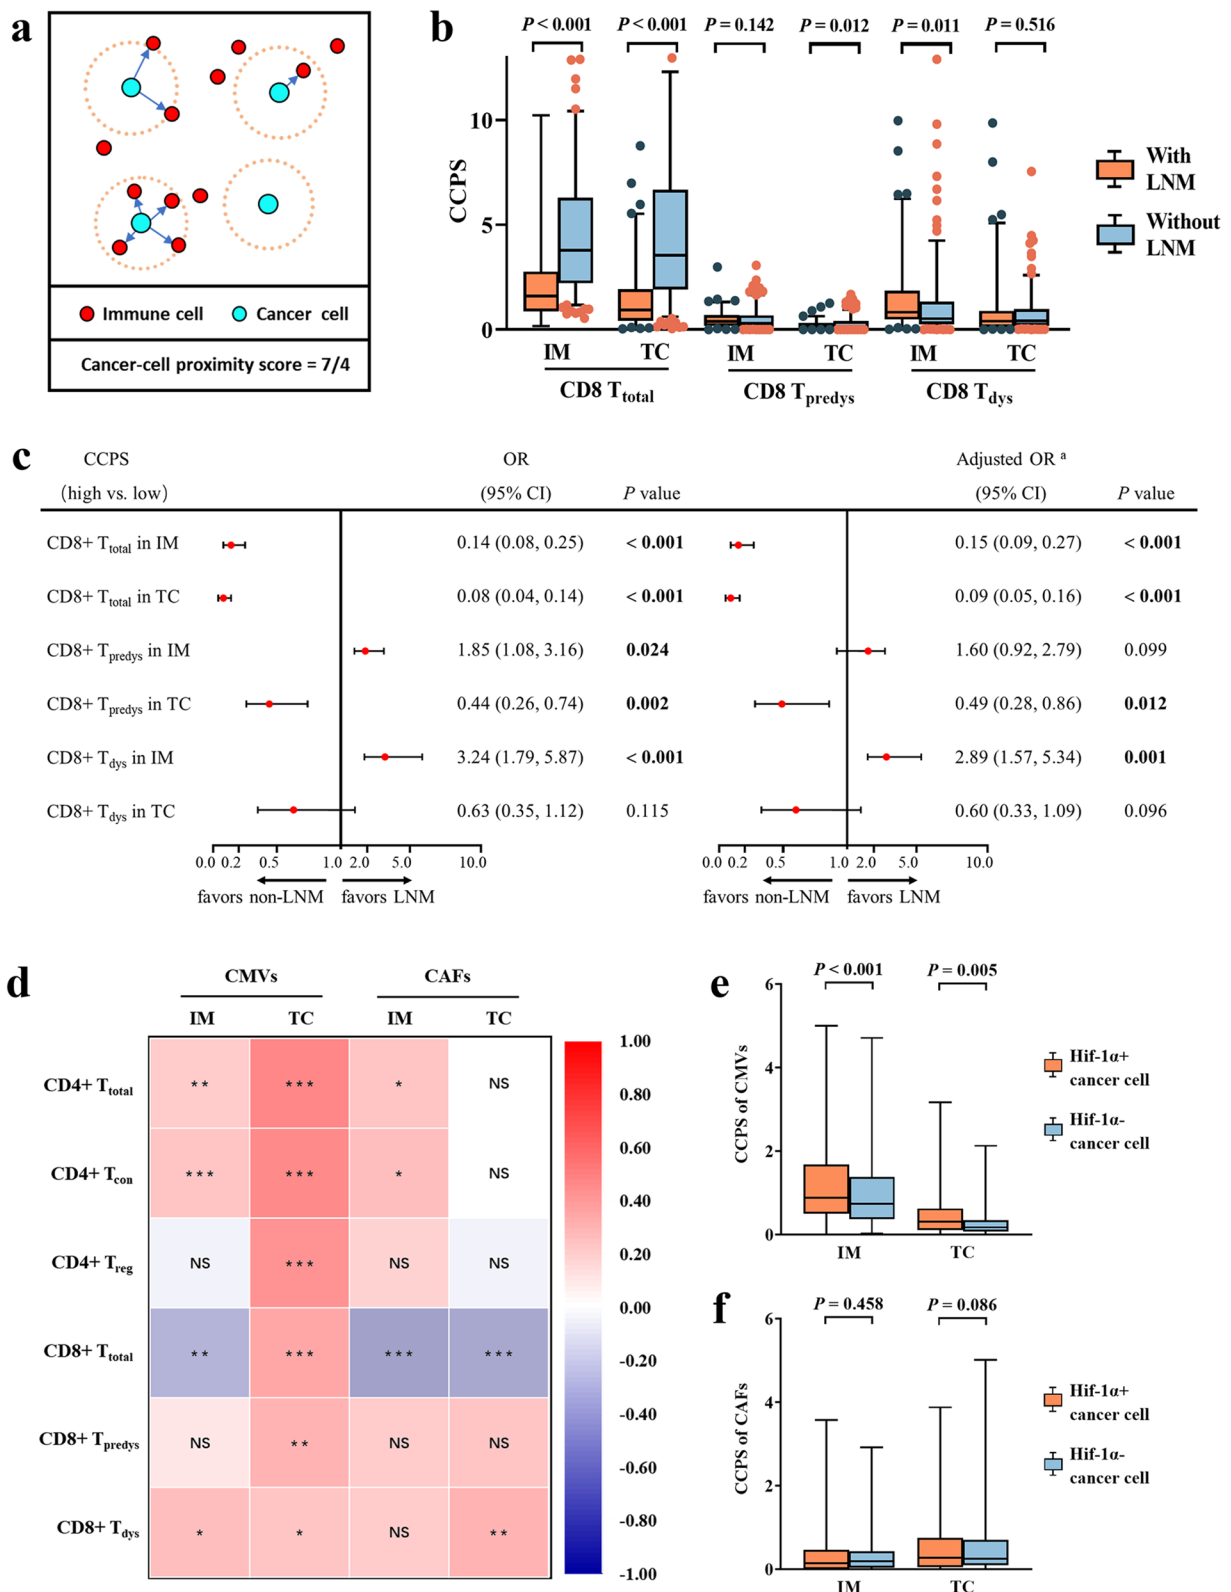 a
Immune cell
Cancer cell
Cancer-cell proximity score = 7/4
b
P < 0.001
P < 0.001
P = 0.142
P = 0.012
P = 0.011
P = 0.516
CCPS
10
5
0
IM
TC
IM
TC
IM
TC
CD8 Ttotal
CD8 Tpredys
CD8 Tdys
With
LNM
Without
LNM
c
CCPS
OR
Adjusted OR a
(high vs. low)
(95% CI)
P value
(95% CI)
P value
CD8+ Ttotal in IM
0.14 (0.08, 0.25)
< 0.001
0.15 (0.09, 0.27)
< 0.001
CD8+ Ttotal in TC
0.08 (0.04, 0.14)
< 0.001
0.09 (0.05, 0.16)
< 0.001
CD8+ Tpredys in IM
1.85 (1.08, 3.16)
0.024
1.60 (0.92, 2.79)
0.099
CD8+ Tpredys in TC
0.44 (0.26, 0.74)
0.002
0.49 (0.28, 0.86)
0.012
CD8+ Tdys in IM
3.24 (1.79, 5.87)
< 0.001
2.89 (1.57, 5.34)
0.001
CD8+ Tdys in TC
0.63 (0.35, 1.12)
0.115
0.60 (0.33, 1.09)
0.096
0.0 0.2 0.5 1.0 2.0 5.0 10.0
0.0 0.2 0.5 1.0 2.0 5.0 10.0
favors non-LNM
favors LNM
favors non-LNM
favors LNM
d
CMVs
CAFs
IM
TC
IM
TC
CD4+ Ttotal
**
***
*
NS
CD4+ Tcon
***
***
*
NS
CD4+ Treg
NS
***
NS
NS
CD8+ Ttotal
**
***
***
***
CD8+ Tpredys
NS
**
NS
NS
CD8+ Tdys
*
*
NS
**
1.00
0.80
0.60
0.40
0.20
0.00
-0.20
-0.40
-0.60
-0.80
-1.00
e
P < 0.001
P = 0.005
CCPS of CMVs
6
4
2
0
IM
TC
Hif-1α+
cancer cell
Hif-1α-
cancer cell
f
P = 0.458
P = 0.086
CCPS of CAFs
6
4
2
0
IM
TC
Hif-1α+
cancer cell
Hif-1α-
cancer cell